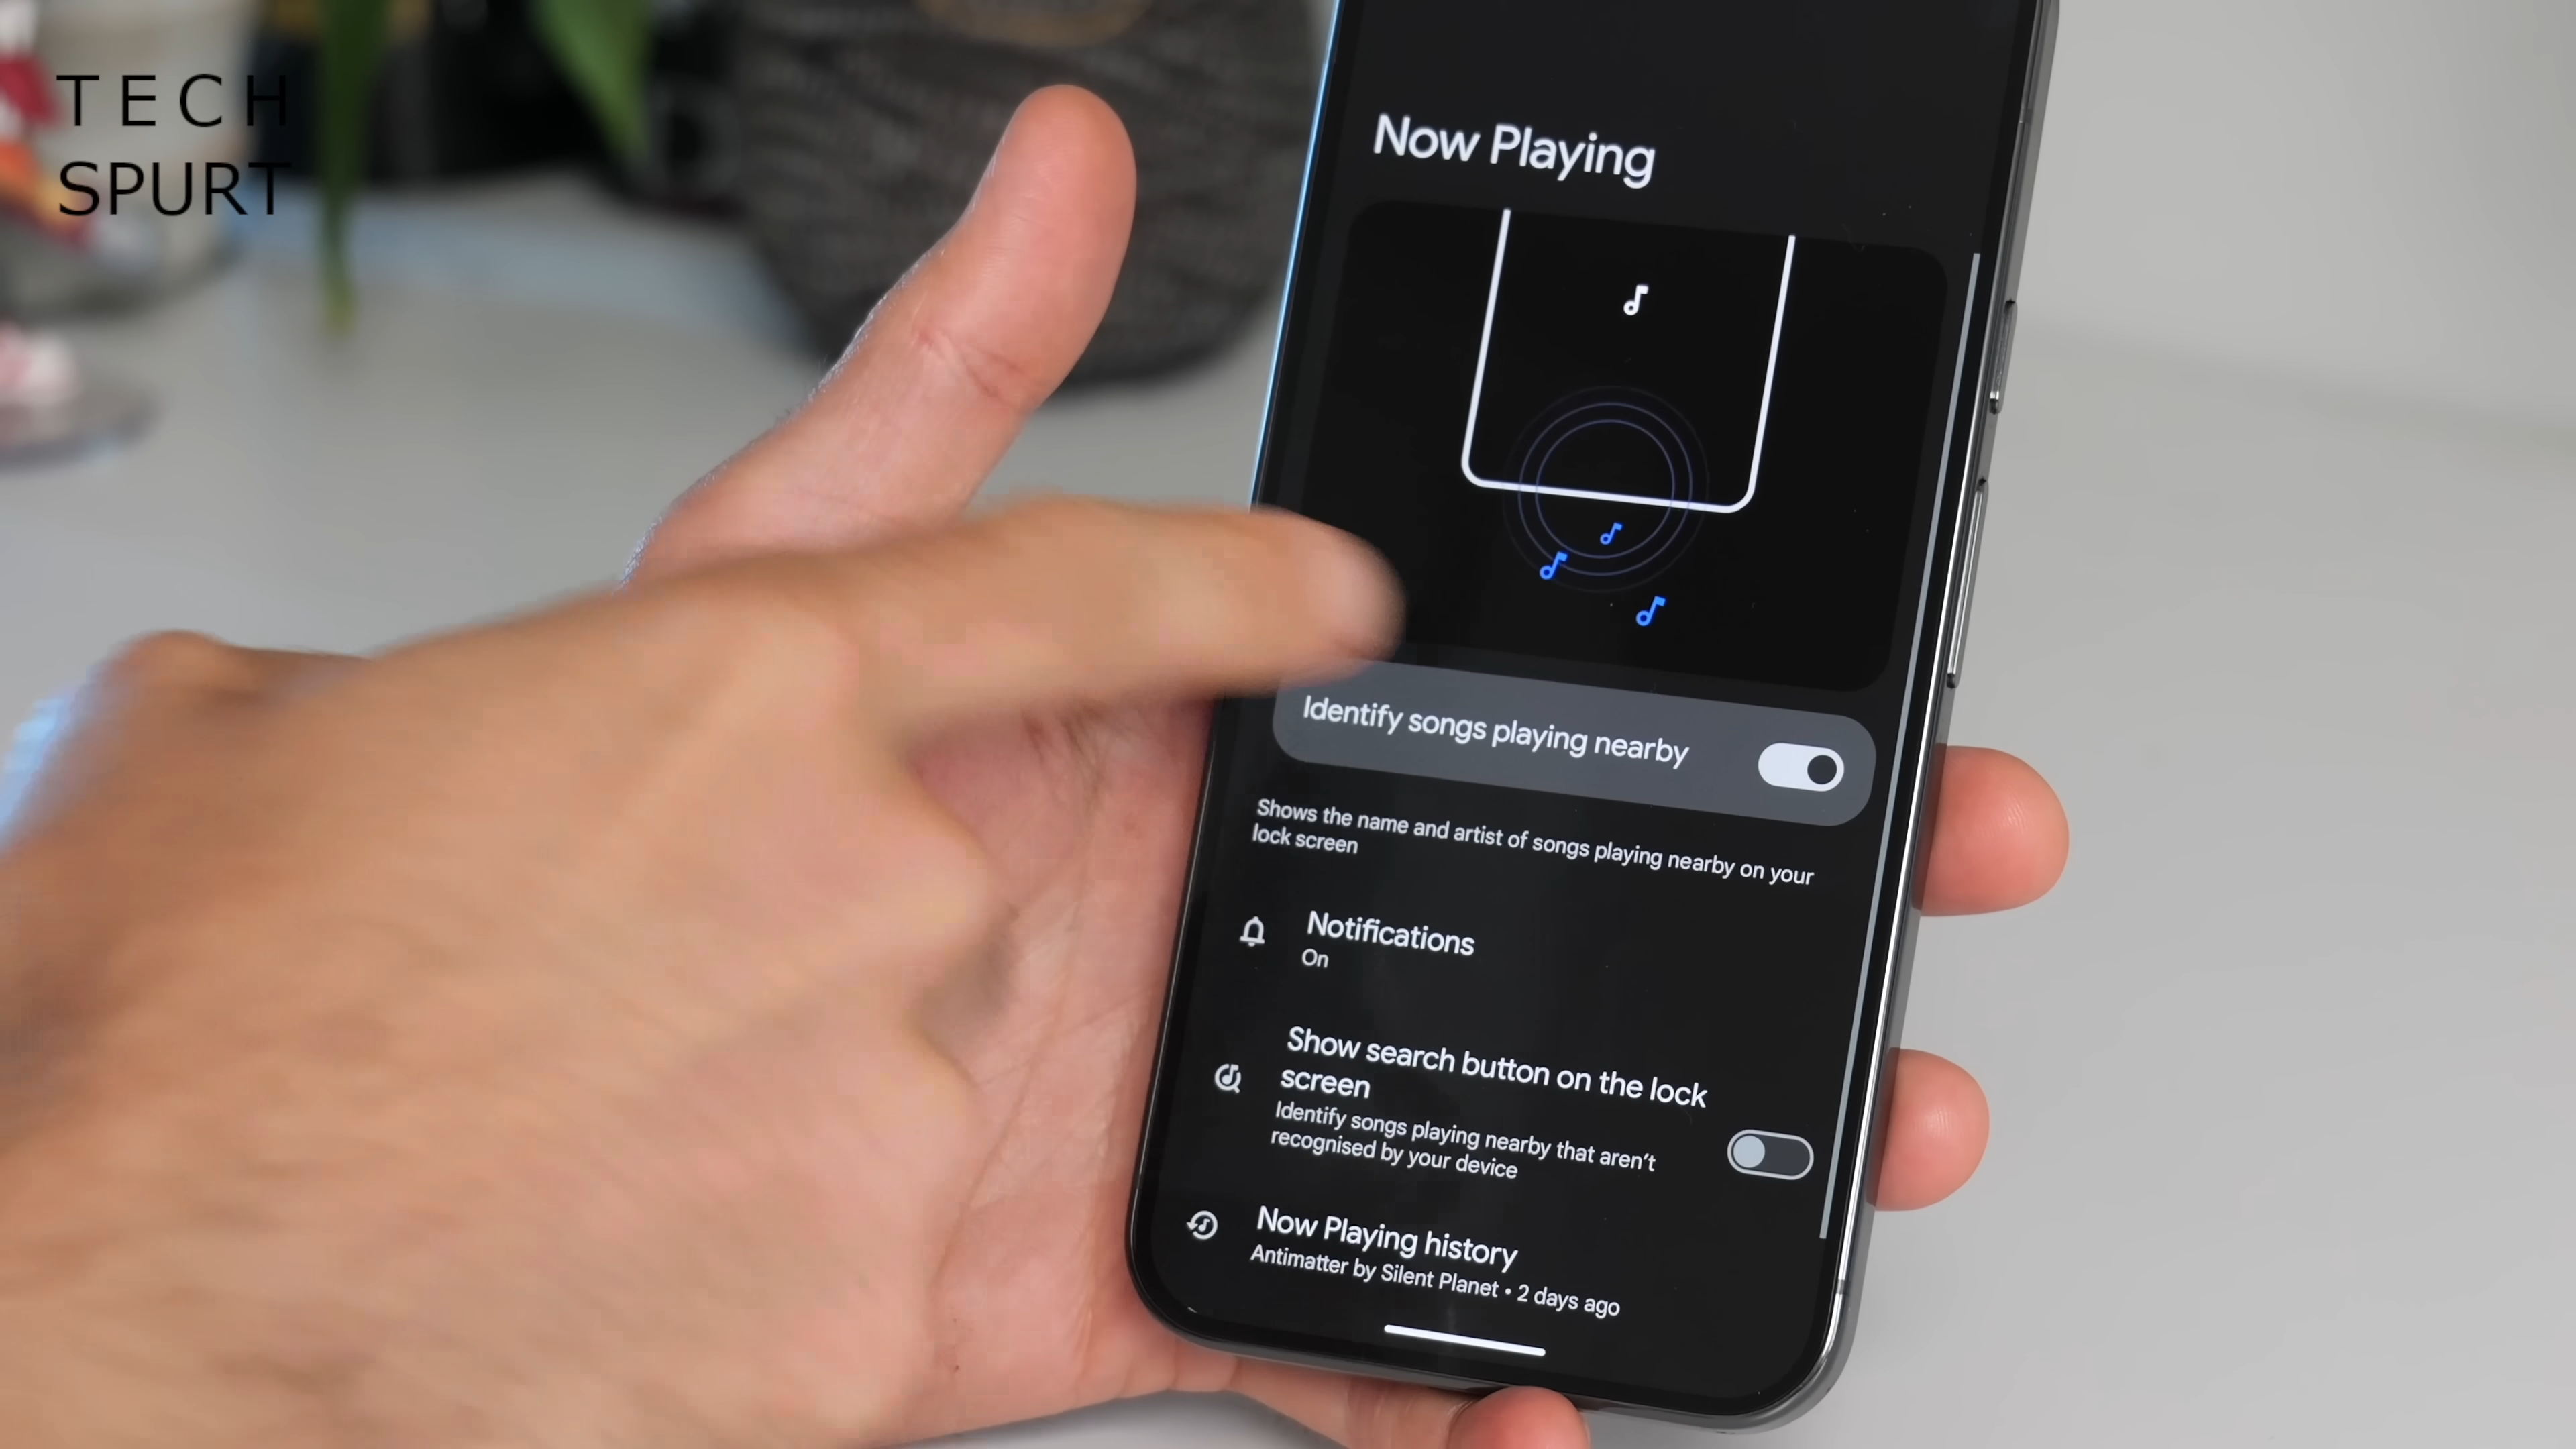 TECH
SPURT
Now Playing
Identify songs playing nearby
Shows the name and artist of songs playing nearby on your
lock screen
Notifications
On
Show search button on the lock
screen
Identify songs playing nearby that aren't
recognised by your device
Now Playing history
Antimatter by Silent Planet • 2 days ago